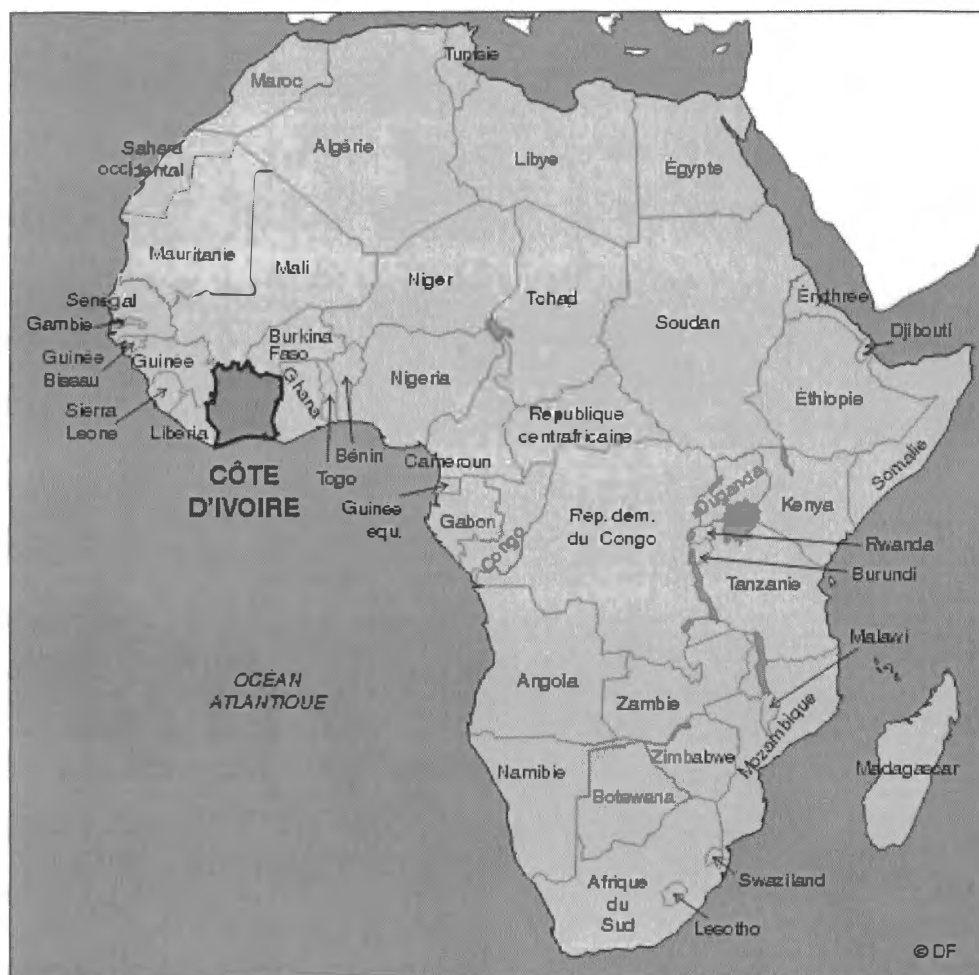 Tunisie
Maroc
Algérie
Libye
Égypte
Sahara
occidental
Mauritanie
Mali
Niger
Tchad
Soudan
Érythrée
Djibouti
Sénégal
Gambie
Guinée
Bisseau
Guinée
Burkina
Faso
Ghana
Nigeria
Éthiopie
Sierra
Leone
Liberia
République
centrafricaine
Somalie
Bénin
Togo
Cameroun
CÔTE
D'IVOIRE
Guinée
équ.
Gabon
Congo
Rep. dem.
du Congo
Ouganda
Kenya
Rwanda
Burundi
Tanzanie
Malawi
OCÉAN
ATLANTIQUE
Angola
Zambie
Mozambique
Zimbabwe
Madagascar
Namibie
Botswana
Swaziland
Afrique
du
Sud
Lesotho
© DF